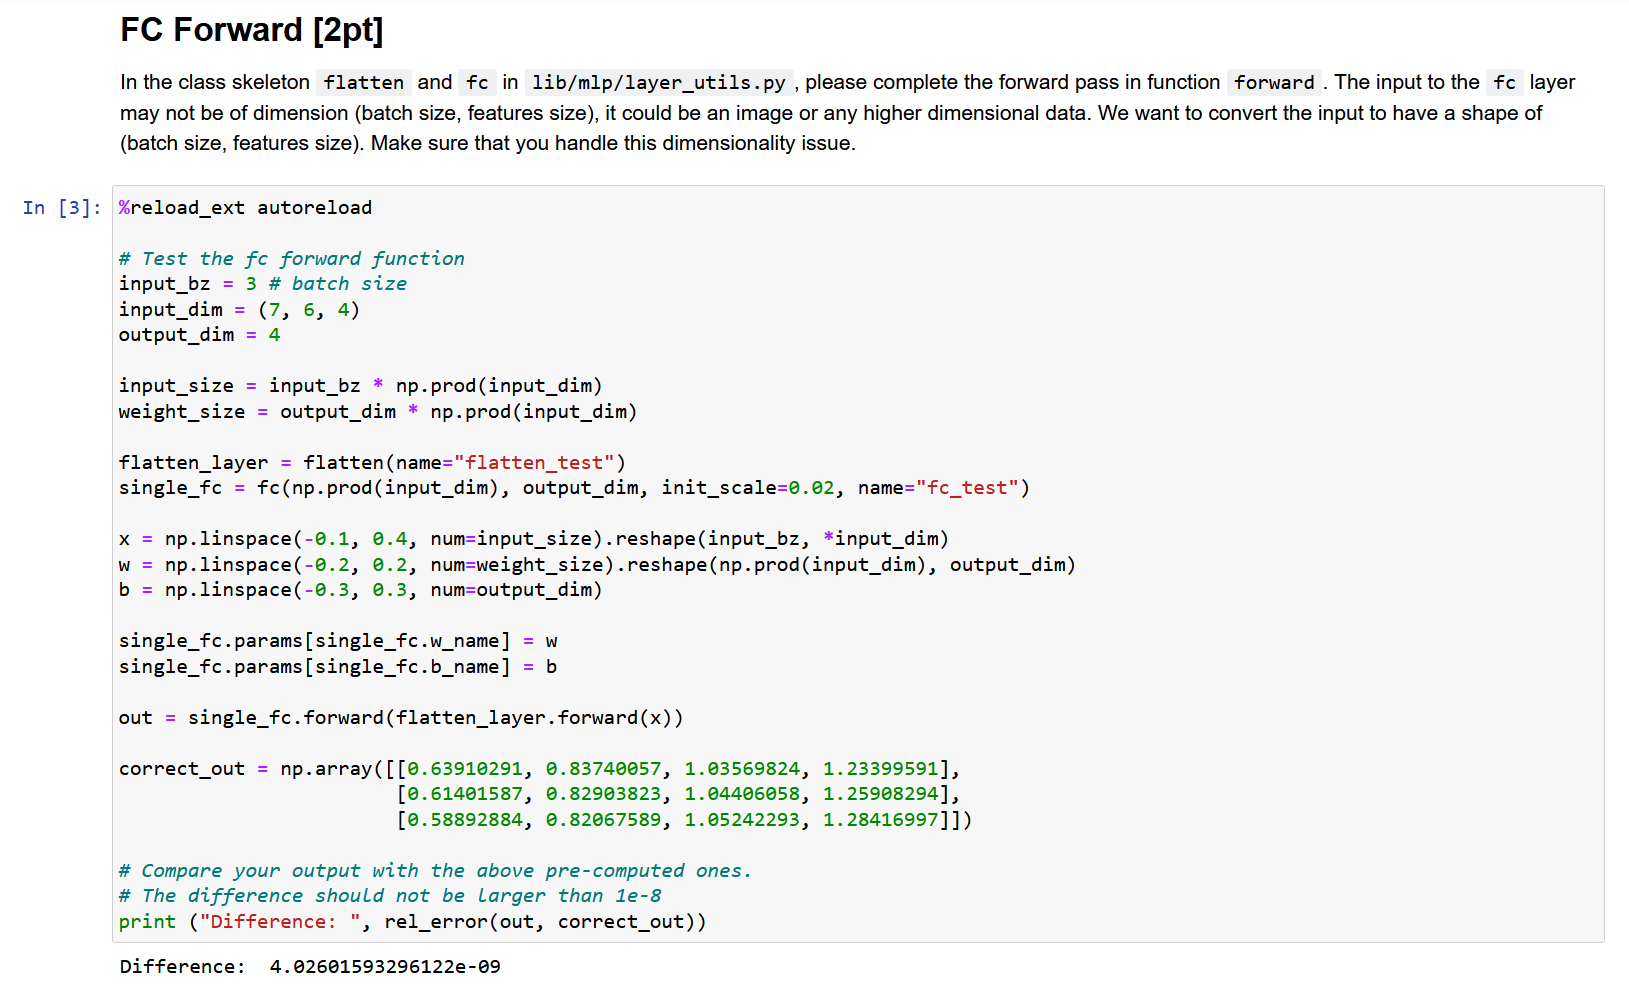 FC Forward [2pt]
In the class skeleton flatten and fc in lib/mlp/layer_utils.py , please complete the forward pass in function forward . The input to the fc layer
may not be of dimension (batch size, features size), it could be an image or any higher dimensional data. We want to convert the input to have a shape of
(batch size, features size). Make sure that you handle this dimensionality issue.
In [3]: %reload_ext autoreload
# Test the fc forward function
input_bz = 3 # batch size
input_dim = (7, 6, 4)
output_dim = 4
input_size = input_bz * np.prod(input_dim)
weight_size = output_dim * np.prod(input_dim)
flatten_layer = flatten(name="flatten_test")
single_fc = fc(np.prod(input_dim), output_dim, init_scale=0.02, name="fc_test")
x = np.linspace(-0.1, 0.4, num=input_size).reshape(input_bz, *input_dim)
w = np.linspace(-0.2, 0.2, num=weight_size).reshape(np.prod(input_dim), output_dim)
b = np.linspace(-0.3, 0.3, num=output_dim)
single_fc.params[single_fc.w_name] = w
single_fc.params[single_fc.b_name] = b
out = single_fc.forward(flatten_layer.forward(x))
correct_out = np.array([[0.63910291, 0.83740057, 1.03569824, 1.23399591],
[0.61401587, 0.82903823, 1.04406058, 1.25908294],
[0.58892884, 0.82067589, 1.05242293, 1.28416997]])
# Compare your output with the above pre-computed ones.
# The difference should not be larger than 1e-8
print ("Difference: ", rel_error(out, correct_out))
Difference:  4.02601593296122e-09